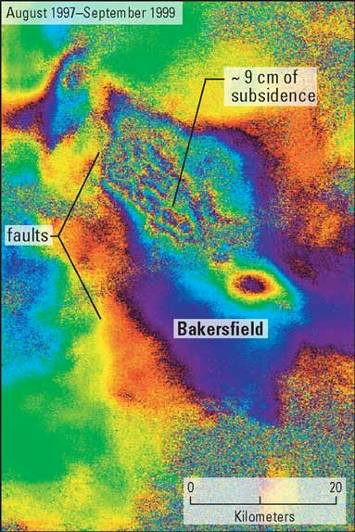 August 1997–September 1999
~ 9 cm of
subsidence
faults
Bakersfield
0 20
Kilometers